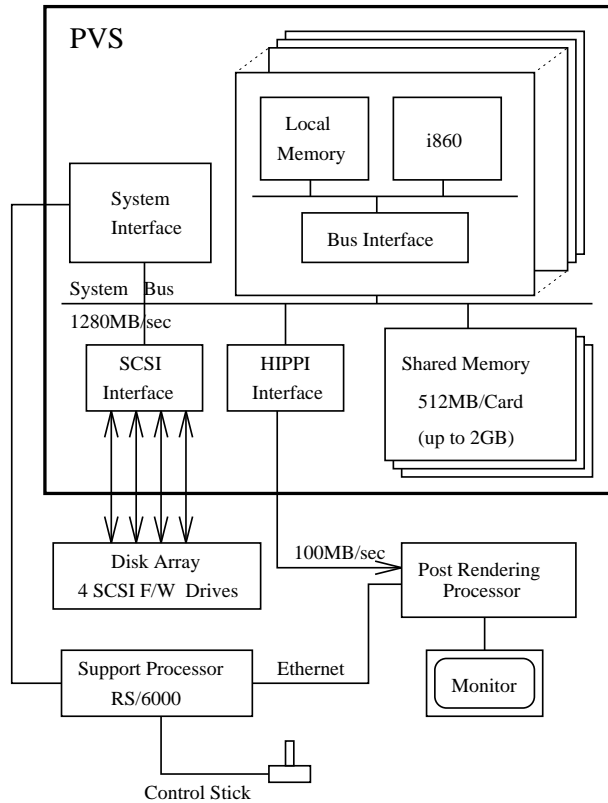 PVS
Local
Memory
i860
System
Interface
Bus Interface
System Bus
1280MB/sec
SCSI
Interface
HIPPI
Interface
Shared Memory
512MB/Card
(up to 2GB)
Disk Array
4 SCSI F/W Drives
100MB/sec
Post Rendering
Processor
Support Processor
RS/6000
Ethernet
Monitor
Control Stick